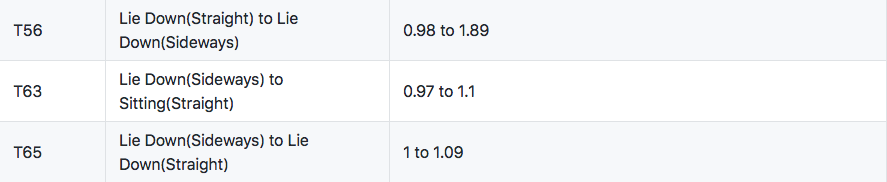 T56
Lie Down(Straight) to Lie
Down(Sideways)
0.98 to 1.89
T63
Lie Down(Sideways) to
Sitting(Straight)
0.97 to 1.1
T65
Lie Down(Sideways) to Lie
Down(Straight)
1 to 1.09